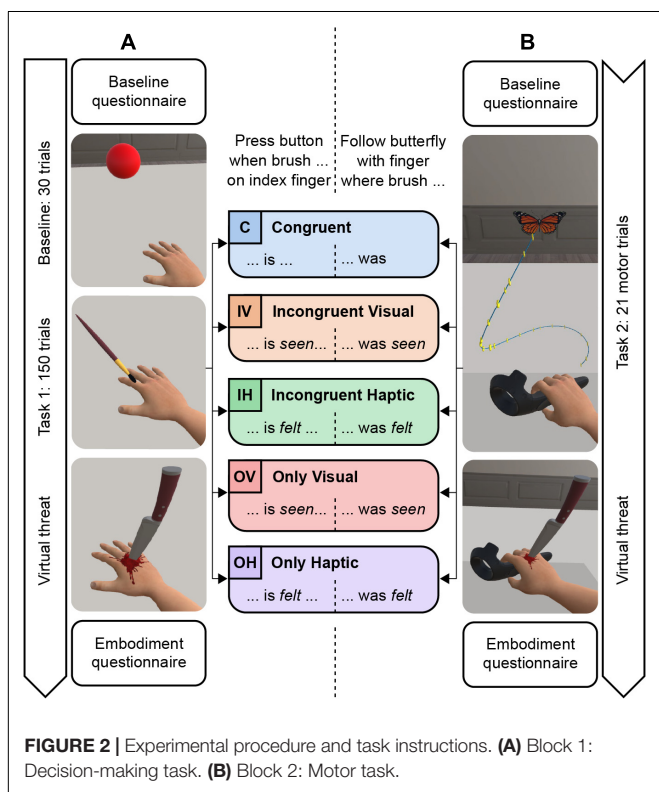 A
B
Baseline
questionnaire
Baseline
questionnaire
Baseline: 30 trials
Task 1: 150 trials
Virtual threat
Press button
when brush ...
on index finger
Follow butterfly
with finger
where brush ...
C Congruent
... is ... ... was
IV Incongruent Visual
... is seen... ... was seen
IH Incongruent Haptic
... is felt ... ... was felt
OV Only Visual
... is seen... ... was seen
OH Only Haptic
... is felt ... ... was felt
Task 2: 21 motor trials
Virtual threat
Embodiment
questionnaire
Embodiment
questionnaire
FIGURE 2 | Experimental procedure and task instructions. (A) Block 1:
Decision-making task. (B) Block 2: Motor task.